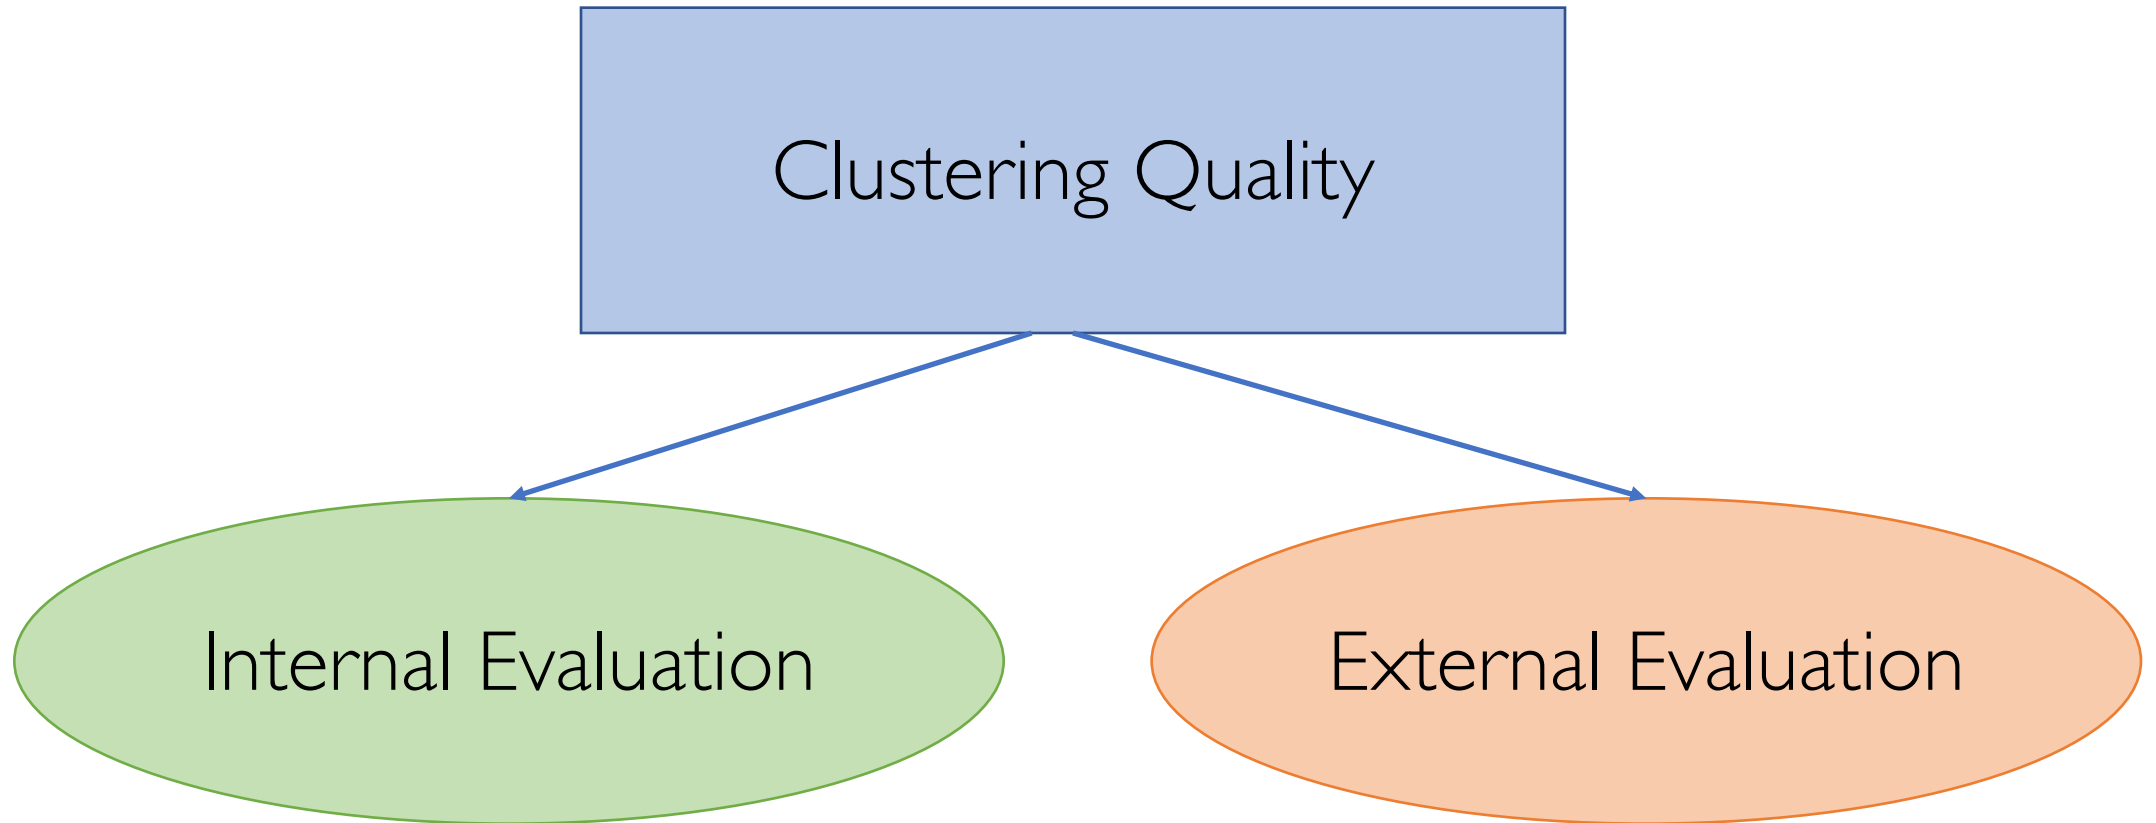 Clustering Quality
Internal Evaluation
External Evaluation